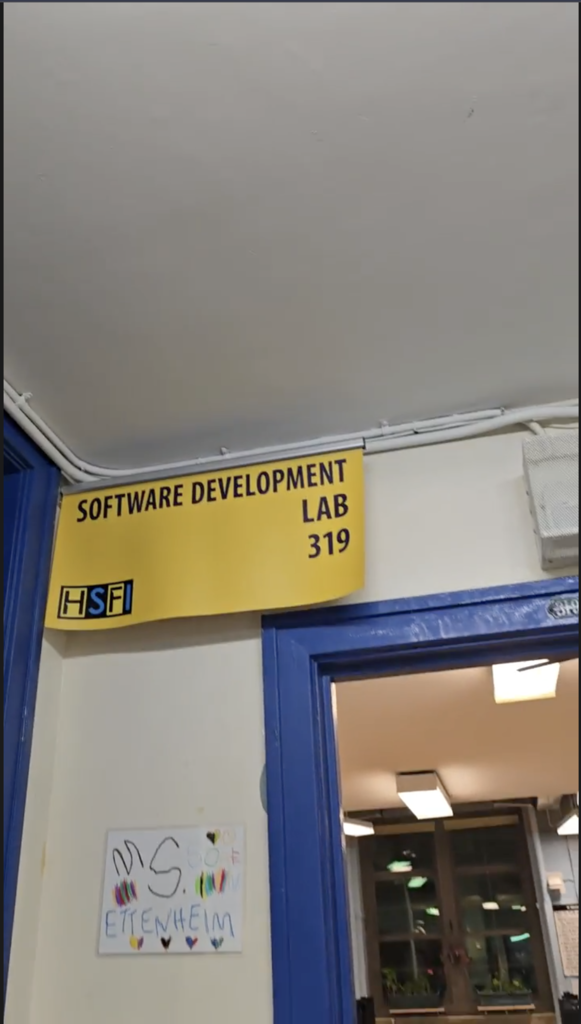 SOFTWARE DEVELOPMENT
LAB
319
HSFI
MS.
ETTENHEIM